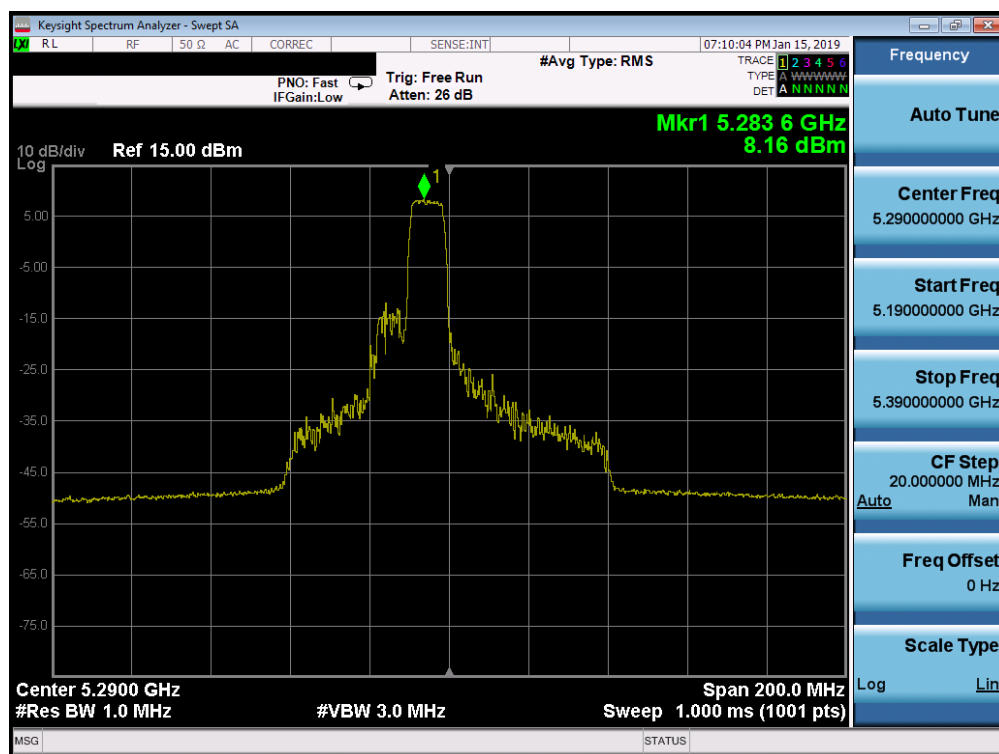 Keysight Spectrum Analyzer - Swept SA
LXI RL RF 50 Ω AC CORREC SENSE:INT 07:10:04 PM Jan 15, 2019
#Avg Type: RMS TRACE 1 2 3 4 5 6
PNO: Fast Trig: Free Run TYPE A WWWWW
IFGain:Low Atten: 26 dB DET A N N N N N
Mkr1 5.283 6 GHz
8.16 dBm
10 dB/div Ref 15.00 dBm
Log
1
5.00
-5.00
-15.0
-25.0
-35.0
-45.0
-55.0
-65.0
-75.0
Center 5.2900 GHz Span 200.0 MHz
#Res BW 1.0 MHz #VBW 3.0 MHz Sweep 1.000 ms (1001 pts)
MSG STATUS
Frequency
Auto Tune
Center Freq
5.290000000 GHz
Start Freq
5.190000000 GHz
Stop Freq
5.390000000 GHz
CF Step
20.000000 MHz
Auto Man
Freq Offset
0 Hz
Scale Type
Log Lin